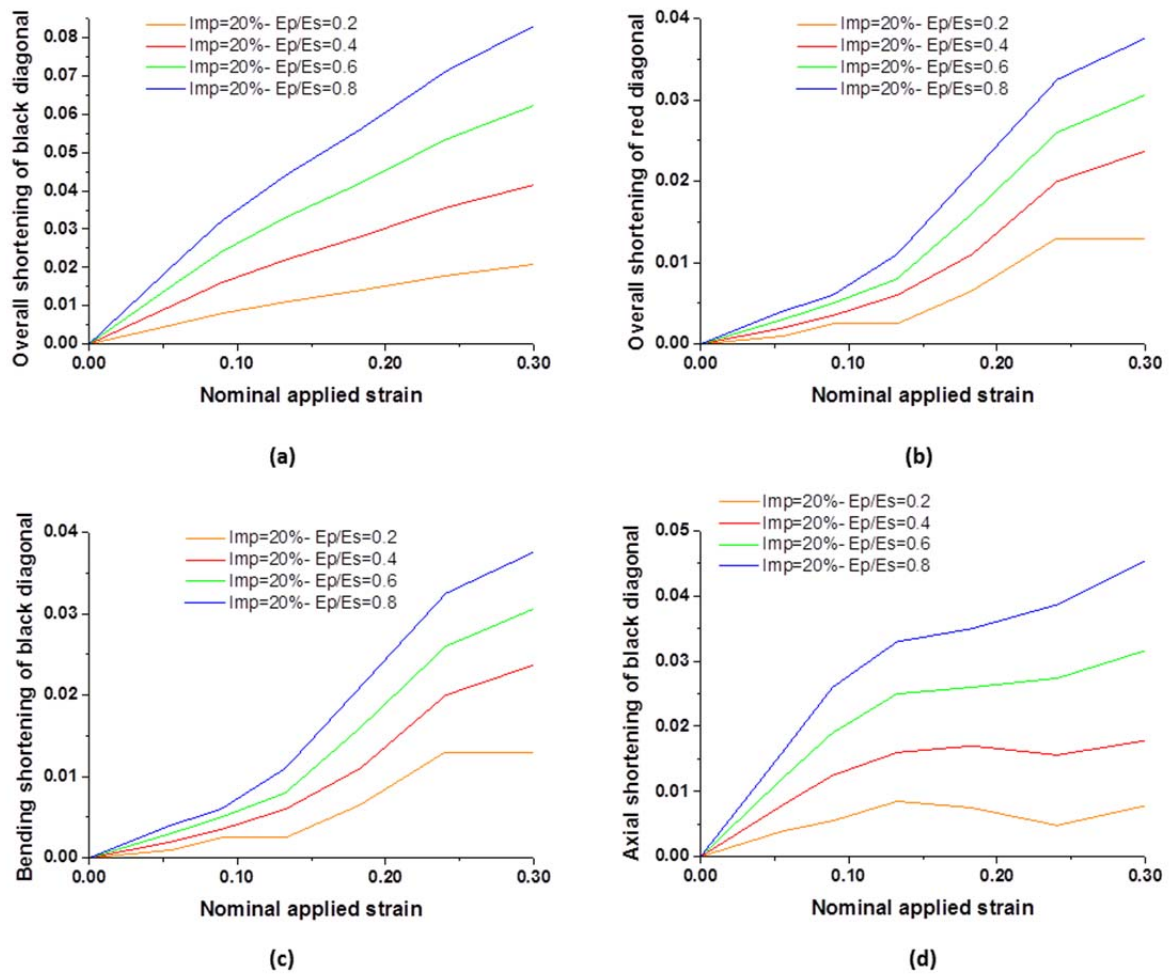 Imp=20%- Ep/Es=0.2
Imp=20%- Ep/Es=0.4
Imp=20%- Ep/Es=0.6
Imp=20%- Ep/Es=0.8
Overall shortening of black diagonal
0.08
0.07
0.06
0.05
0.04
0.03
0.02
0.01
0.00
0.00 0.10 0.20 0.30
Nominal applied strain
(a)
Imp=20%- Ep/Es=0.2
Imp=20%- Ep/Es=0.4
Imp=20%- Ep/Es=0.6
Imp=20%- Ep/Es=0.8
Overall shortening of red diagonal
0.04
0.03
0.02
0.01
0.00
0.00 0.10 0.20 0.30
Nominal applied strain
(b)
Imp=20%- Ep/Es=0.2
Imp=20%- Ep/Es=0.4
Imp=20%- Ep/Es=0.6
Imp=20%- Ep/Es=0.8
Bending shortening of black diagonal
0.04
0.03
0.02
0.01
0.00
0.00 0.10 0.20 0.30
Nominal applied strain
(c)
Imp=20%- Ep/Es=0.2
Imp=20%- Ep/Es=0.4
Imp=20%- Ep/Es=0.6
Imp=20%- Ep/Es=0.8
Axial shortening of black diagonal
0.05
0.04
0.03
0.02
0.01
0.00
0.00 0.10 0.20 0.30
Nominal applied strain
(d)